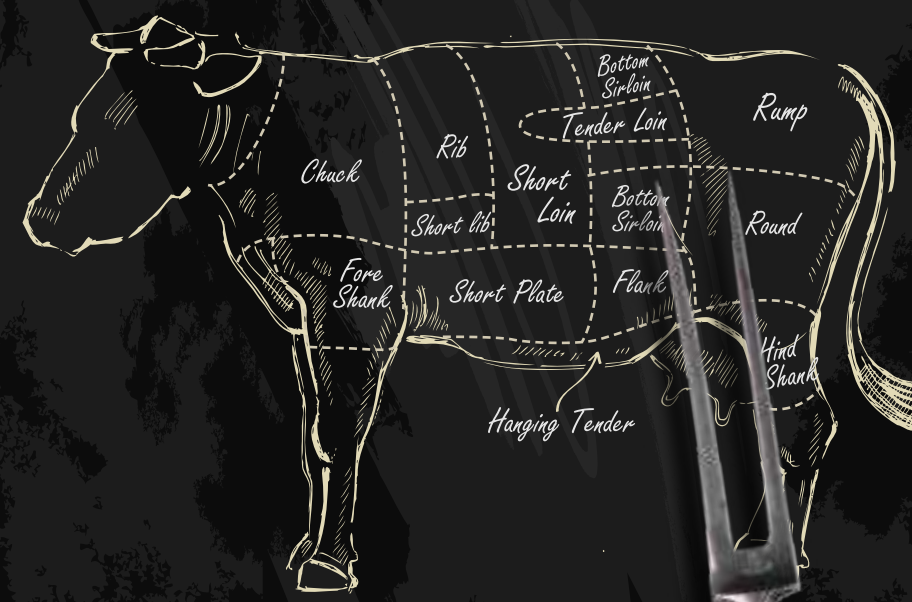 Bottom
Sirloin
Tender Loin
Rump
Rib
Chuck
Short
Loin
Bottom
Sirloin
Short lib
Round
Fore
Shank
Short Plate
Flank
Hind
Shank
Hanging Tender